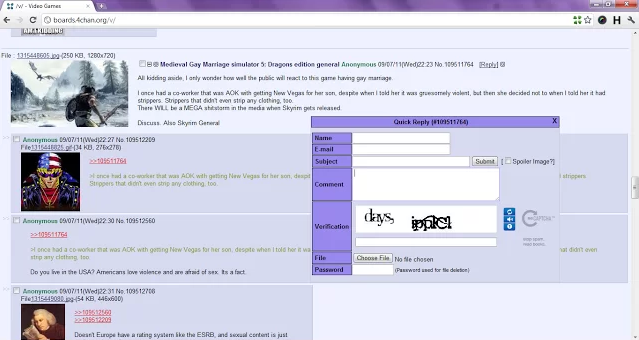 /v/ - Video Games
boards.4chan.org/v/
File : 1315448605.jpg-(250 KB, 1280x720)
Medieval Gay Marriage simulator 5: Dragons edition general Anonymous 09/07/11(Wed)22:23 No.109511764 [Reply]
All kidding aside, I only wonder how well the public will react to this game having gay marriage.
I once had a co-worker that was AOK with getting New Vegas for her son, despite when I told her it was gruesomely violent, but then she decided not to when I told her it had
strippers. Strippers that didn't even strip any clothing, too.
There WILL be a MEGA shitstorm in the media when Skyrim gets released.
Discuss. Also Skyrim General
Quick Reply (#109511764) X
Name
E-mail
Subject Submit [ Spoiler Image?]
Comment
Verification days,
File Choose File No file chosen
Password (Password used for file deletion)
Anonymous 09/07/11(Wed)22:27 No.109512209
File1315448825.gif-(34 KB, 276x278)
>>109511764
>I once had a co-worker that was AOK with getting New Vegas for her son, despite
strippers
Strippers that didn't even strip any clothing, too.
Anonymous 09/07/11(Wed)22:30 No.109512560
>>109511764
>I once had a co-worker that was AOK with getting New Vegas for her son, despite when I told her it
didn't even
strip any clothing, too.
Do you live in the USA? Americans love violence and are afraid of sex. Its a fact.
Anonymous 09/07/11(Wed)22:31 No.109512708
File1315449080.jpg-(54 KB, 446x600)
>>109512560
>>109512209
Doesn't Europe have a rating system like the ESRB, and sexual content is just